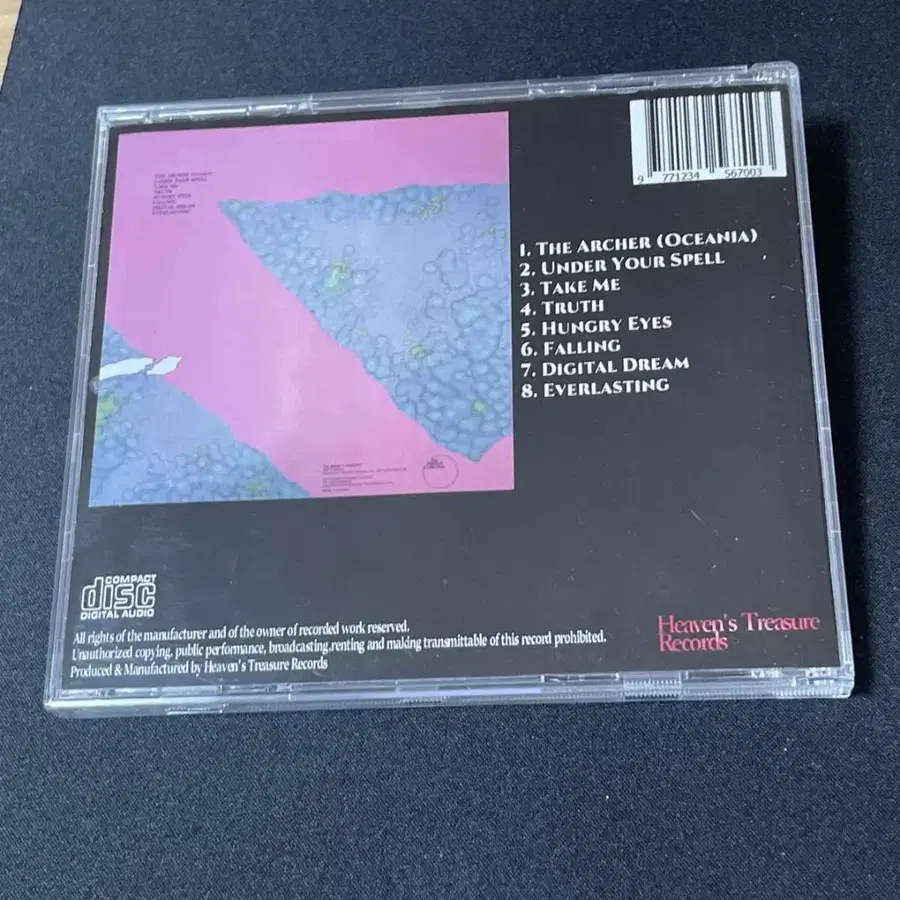 9 771234 567003
1. The Archer (Oceania)
2. Under Your Spell
3. Take Me
4. Truth
5. Hungry Eyes
6. Falling
7. Digital Dream
8. Everlasting
COMPACT
disc
DIGITAL AUDIO
All rights of the manufacturer and of the owner of recorded work reserved.
Unauthorized copying, public performance, broadcasting,renting and making transmittable of this record prohibited.
Produced & Manufactured by Heaven's Treasure Records
Heaven's Treasure
Records